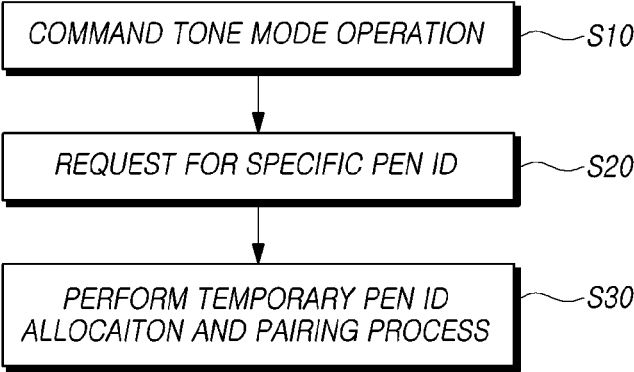 COMMAND TONE MODE OPERATION
S10
REQUEST FOR SPECIFIC PEN ID
S20
PERFORM TEMPORARY PEN ID
ALLOCAITON AND PAIRING PROCESS
S30